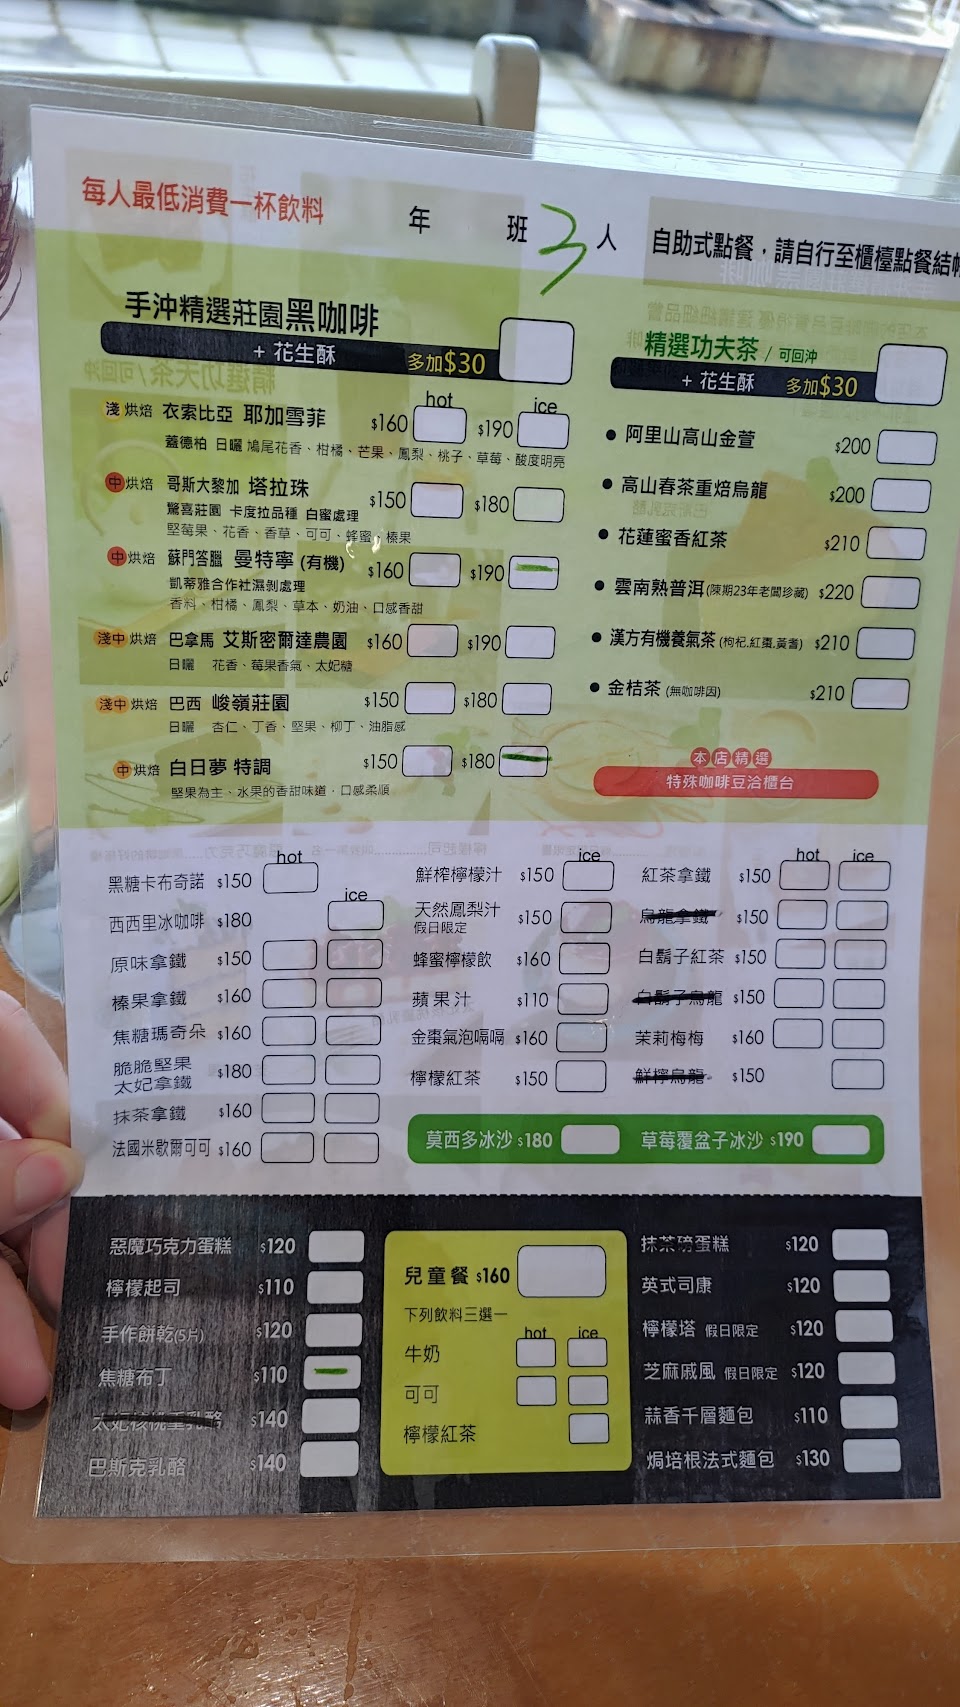 每人最低消費一杯飲料
年 班 3 人
自助式點餐，請自行至櫃檯點餐結帳
手沖精選莊園黑咖啡
+ 花生酥 多加$30
hot ice
淺 烘焙 衣索比亞 耶加雪菲 $160 $190
蓋德柏 日曬 鳩尾花香、柑橘、芒果、鳳梨、桃子、草莓、酸度明亮
中 烘焙 哥斯大黎加 塔拉珠 $150 $180
驚喜莊園 卡度拉品種 白蜜處理
堅莓果、花香、香草、可可、蜂蜜、榛果
中 烘焙 蘇門答臘 曼特寧 (有機) $160 $190
凱蒂雅合作社濕剝處理
香料、柑橘、鳳梨、草本、奶油、口感香甜
淺中 烘焙 巴拿馬 艾斯密爾達農園 $160 $190
日曬 花香、莓果香氣、太妃糖
淺中 烘焙 巴西 峻嶺莊園 $150 $180
日曬 杏仁、丁香、堅果、柳丁、油脂感
中 烘焙 白日夢 特調 $150 $180
堅果為主、水果的香甜味道，口感柔順
精選功夫茶 / 可回沖
+ 花生酥 多加$30
● 阿里山高山金萱 $200
● 高山春茶重焙烏龍 $200
● 花蓮蜜香紅茶 $210
● 雲南熟普洱 (陳期23年老闆珍藏) $220
● 漢方有機養氣茶 (枸杞.紅棗.黃耆) $210
● 金桔茶 (無咖啡因) $210
本店精選
特殊咖啡豆洽櫃台
hot
黑糖卡布奇諾 $150
ice
西西里冰咖啡 $180
原味拿鐵 $150
榛果拿鐵 $160
焦糖瑪奇朵 $160
脆脆堅果
太妃拿鐵 $180
抹茶拿鐵 $160
法國米歇爾可可 $160
ice
鮮榨檸檬汁 $150
天然鳳梨汁 $150
假日限定
蜂蜜檸檬飲 $160
蘋果汁 $110
金棗氣泡嗝嗝 $160
檸檬紅茶 $150
hot ice
紅茶拿鐵 $150
烏龍拿鐵 $150
白鬍子紅茶 $150
白鬍子烏龍 $150
茉莉梅梅 $160
鮮檸烏龍 $150
莫西多冰沙 $180
草莓覆盆子冰沙 $190
惡魔巧克力蛋糕 $120
檸檬起司 $110
手作餅乾(5片) $120
焦糖布丁 $110
太妃核桃重乳酪 $140
巴斯克乳酪 $140
兒童餐 $160
下列飲料三選一
hot ice
牛奶
可可
檸檬紅茶
抹茶磅蛋糕 $120
英式司康 $120
檸檬塔 假日限定 $120
芝麻戚風 假日限定 $120
蒜香千層麵包 $110
焗培根法式麵包 $130